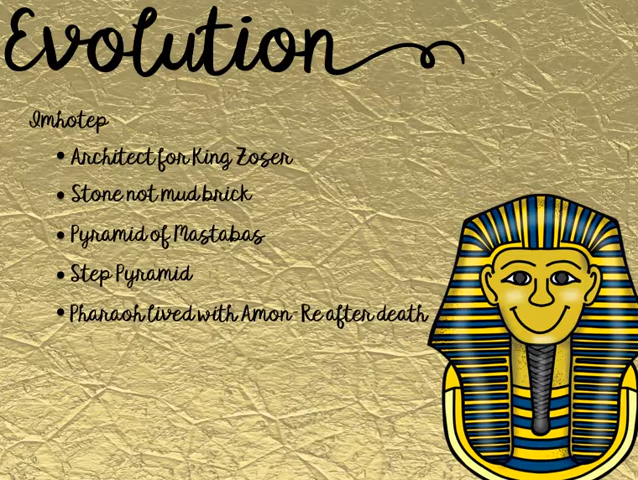 Evolution
Imhotep
• Architect for King Zoser
• Stone not mud brick
• Pyramid of Mastabas
• Step Pyramid
• Pharaoh lived with Amon-Re after death